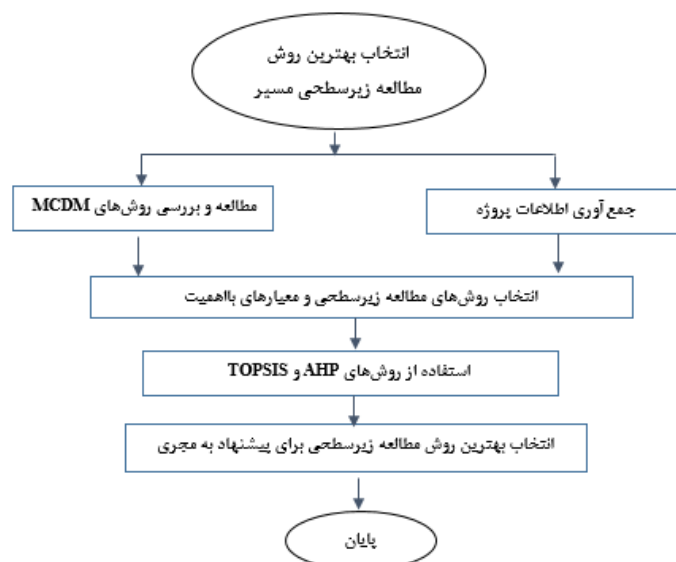 انتخاب بهترین روش
مطالعه زیرسطحی مسیر
جمع آوری اطلاعات پروژه
مطالعه و بررسی روش‌های MCDM
انتخاب روش‌های مطالعه زیرسطحی و معیارهای بااهمیت
استفاده از روش‌های AHP و TOPSIS
انتخاب بهترین روش مطالعه زیرسطحی برای پیشنهاد به مجری
پایان